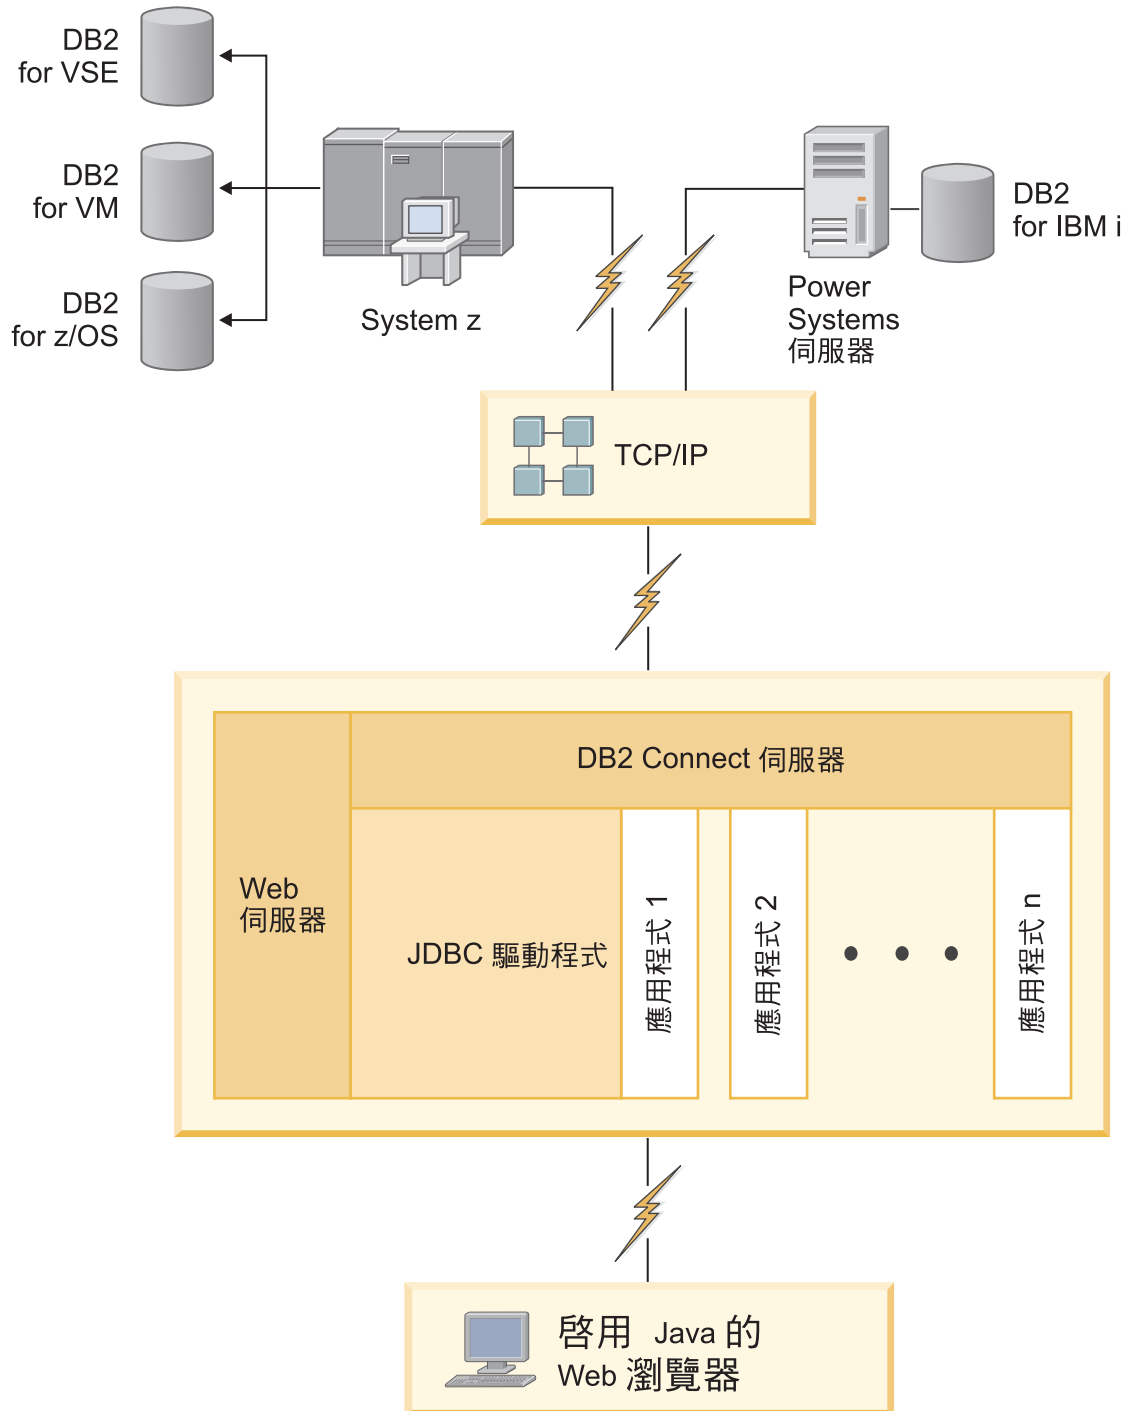 DB2
for VSE
DB2
for VM
DB2
for z/OS
System z
Power
Systems
伺服器
DB2
for IBM i
TCP/IP
DB2 Connect 伺服器
Web
伺服器
JDBC 驅動程式
應用程式 1
應用程式 2
應用程式 n
啓用 Java 的
Web 瀏覽器